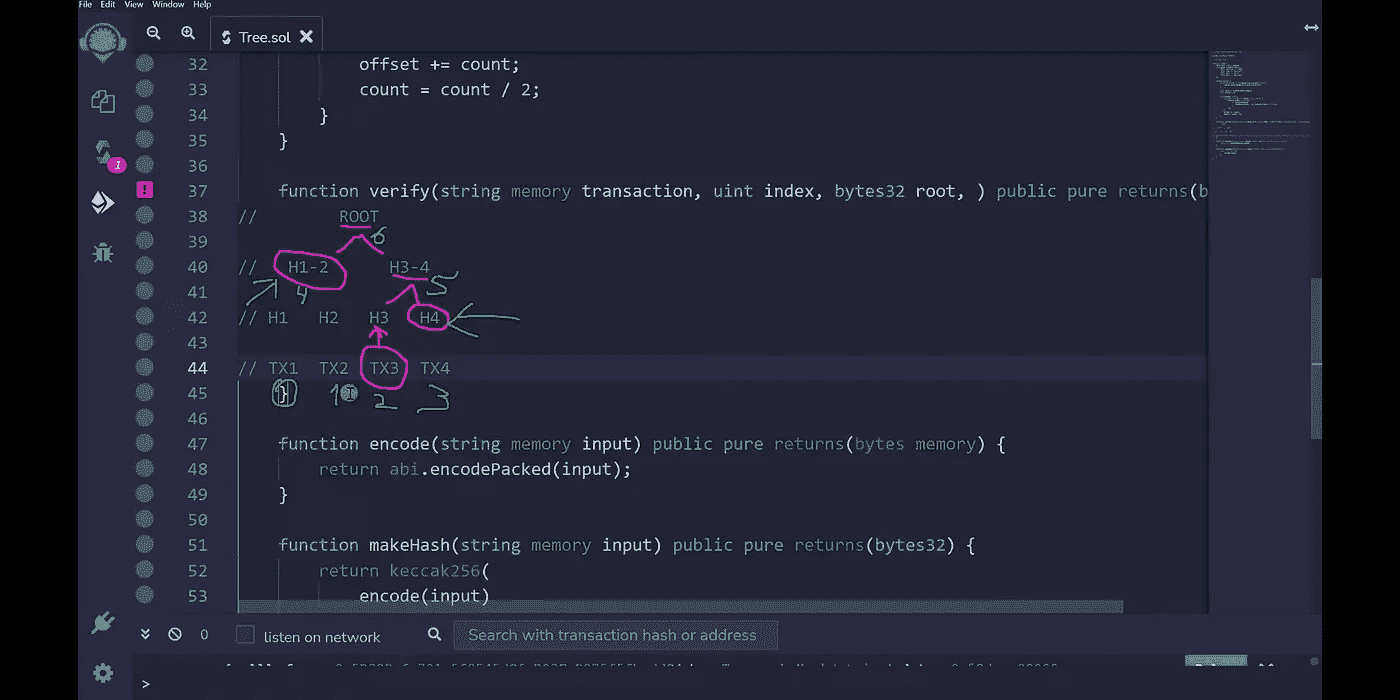 File Edit View Window Help
Tree.sol
32 offset += count;
33 count = count / 2;
34 }
35 }
36
37 function verify(string memory transaction, uint index, bytes32 root, ) public pure returns(b
38 // ROOT
6
39
40 // H1-2 H3-4
41 4 5
42 // H1 H2 H3 H4
43
44 // TX1 TX2 TX3 TX4
45 } 1 2 3
46
47 function encode(string memory input) public pure returns(bytes memory) {
48 return abi.encodePacked(input);
49 }
50
51 function makeHash(string memory input) public pure returns(bytes32) {
52 return keccak256(
53 encode(input)
0 listen on network Search with transaction hash or address
>